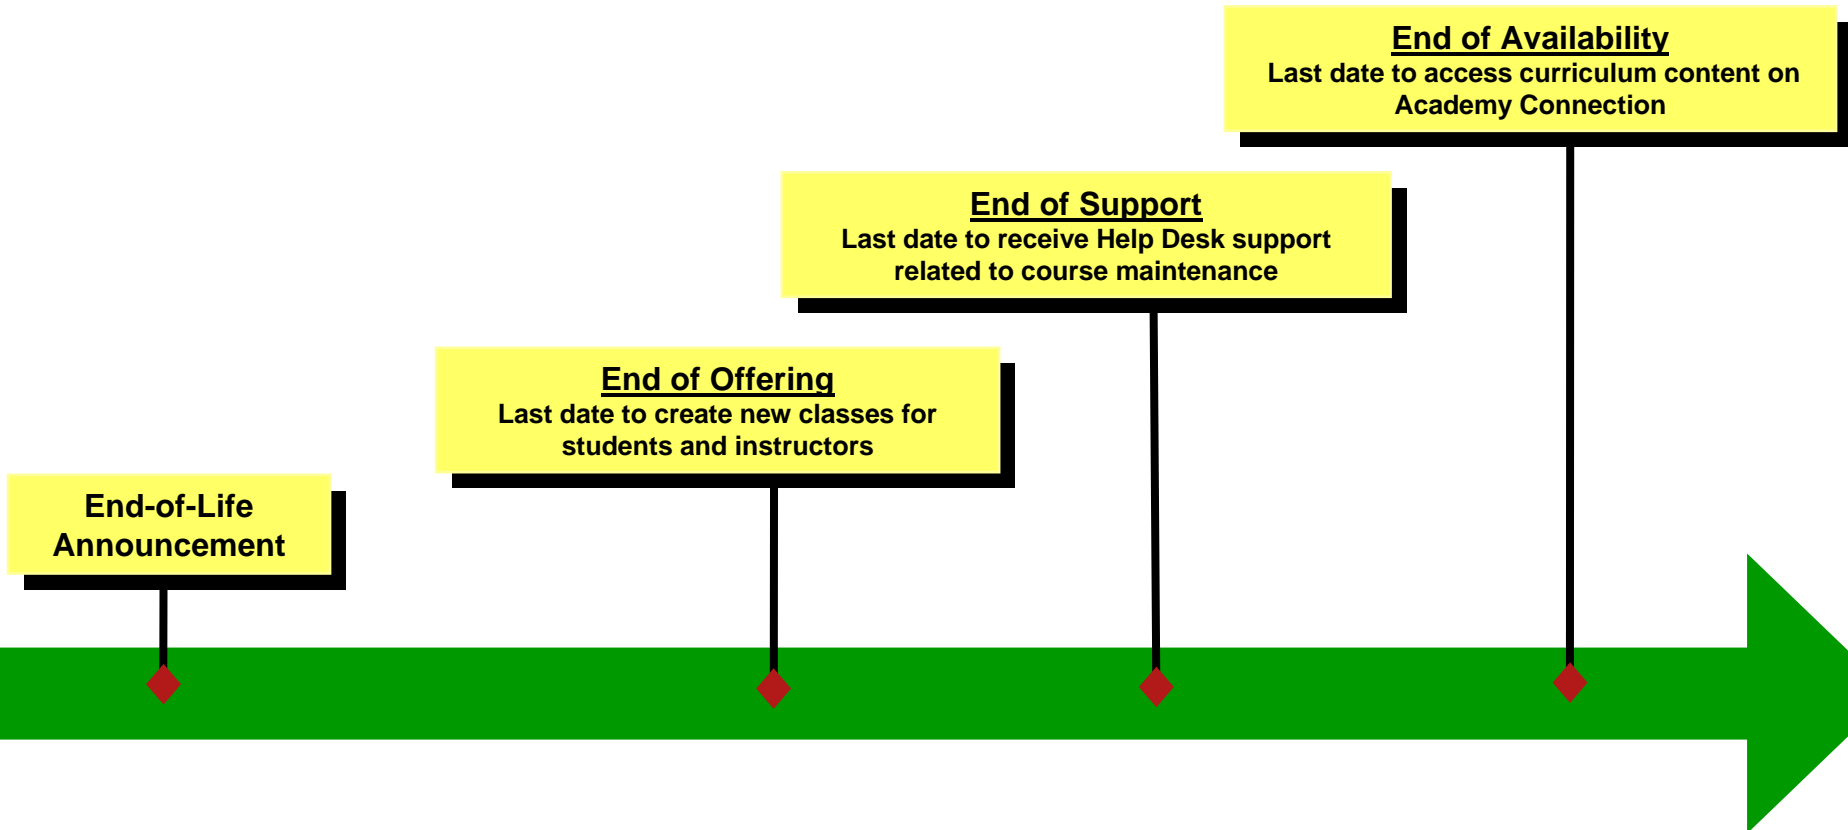 End of Availability
Last date to access curriculum content on
Academy Connection
End of Support
Last date to receive Help Desk support
related to course maintenance
End of Offering
Last date to create new classes for
students and instructors
End-of-Life
Announcement